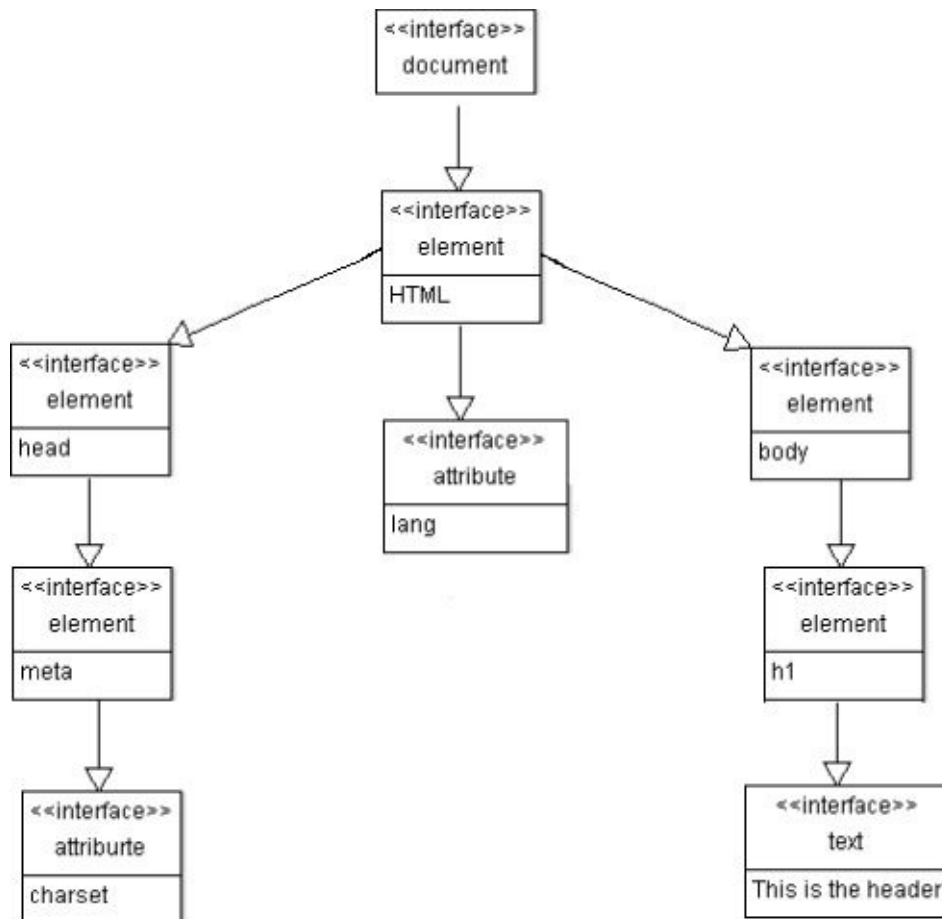 <<interface>>
document
<<interface>>
element
HTML
<<interface>>
element
head
<<interface>>
attribute
lang
<<interface>>
element
body
<<interface>>
element
meta
<<interface>>
element
h1
<<interface>>
attriburte
charset
<<interface>>
text
This is the header